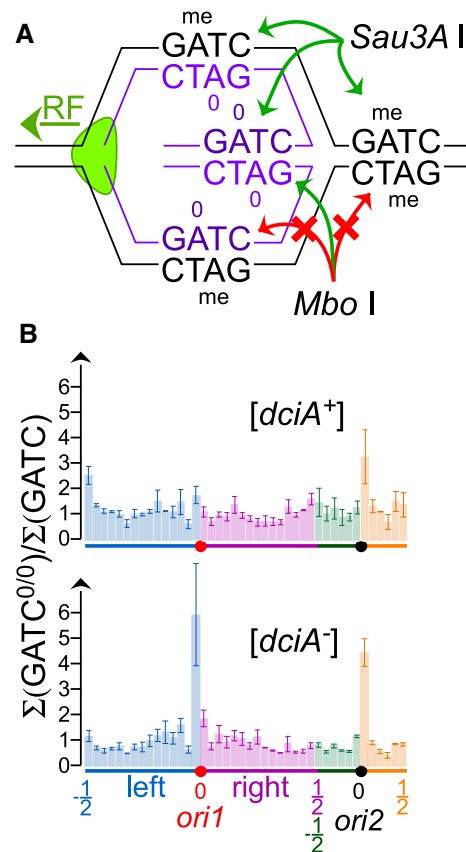 A
me
GATC
CTAG
0
Sau3A I
RF
0
GATC
CTAG
0
me
GATC
CTAG
me
0
GATC
CTAG
me
Mbo I
B
Σ(GATC0/0)/Σ(GATC)
[dciA+]
6
5
4
3
2
1
0
[dciA-]
6
5
4
3
2
1
0
-1/2 left 0 right 1/2 0 1/2
-1/2
ori1 ori2